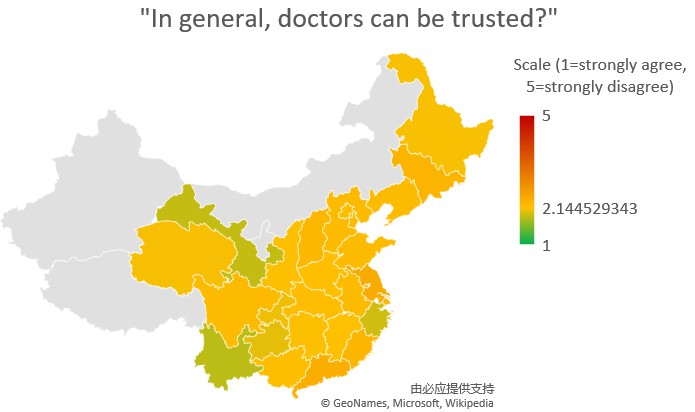 "In general, doctors can be trusted?"
Scale (1=strongly agree,
5=strongly disagree)
5
2.144529343
1
由必应提供支持
© GeoNames, Microsoft, Wikipedia